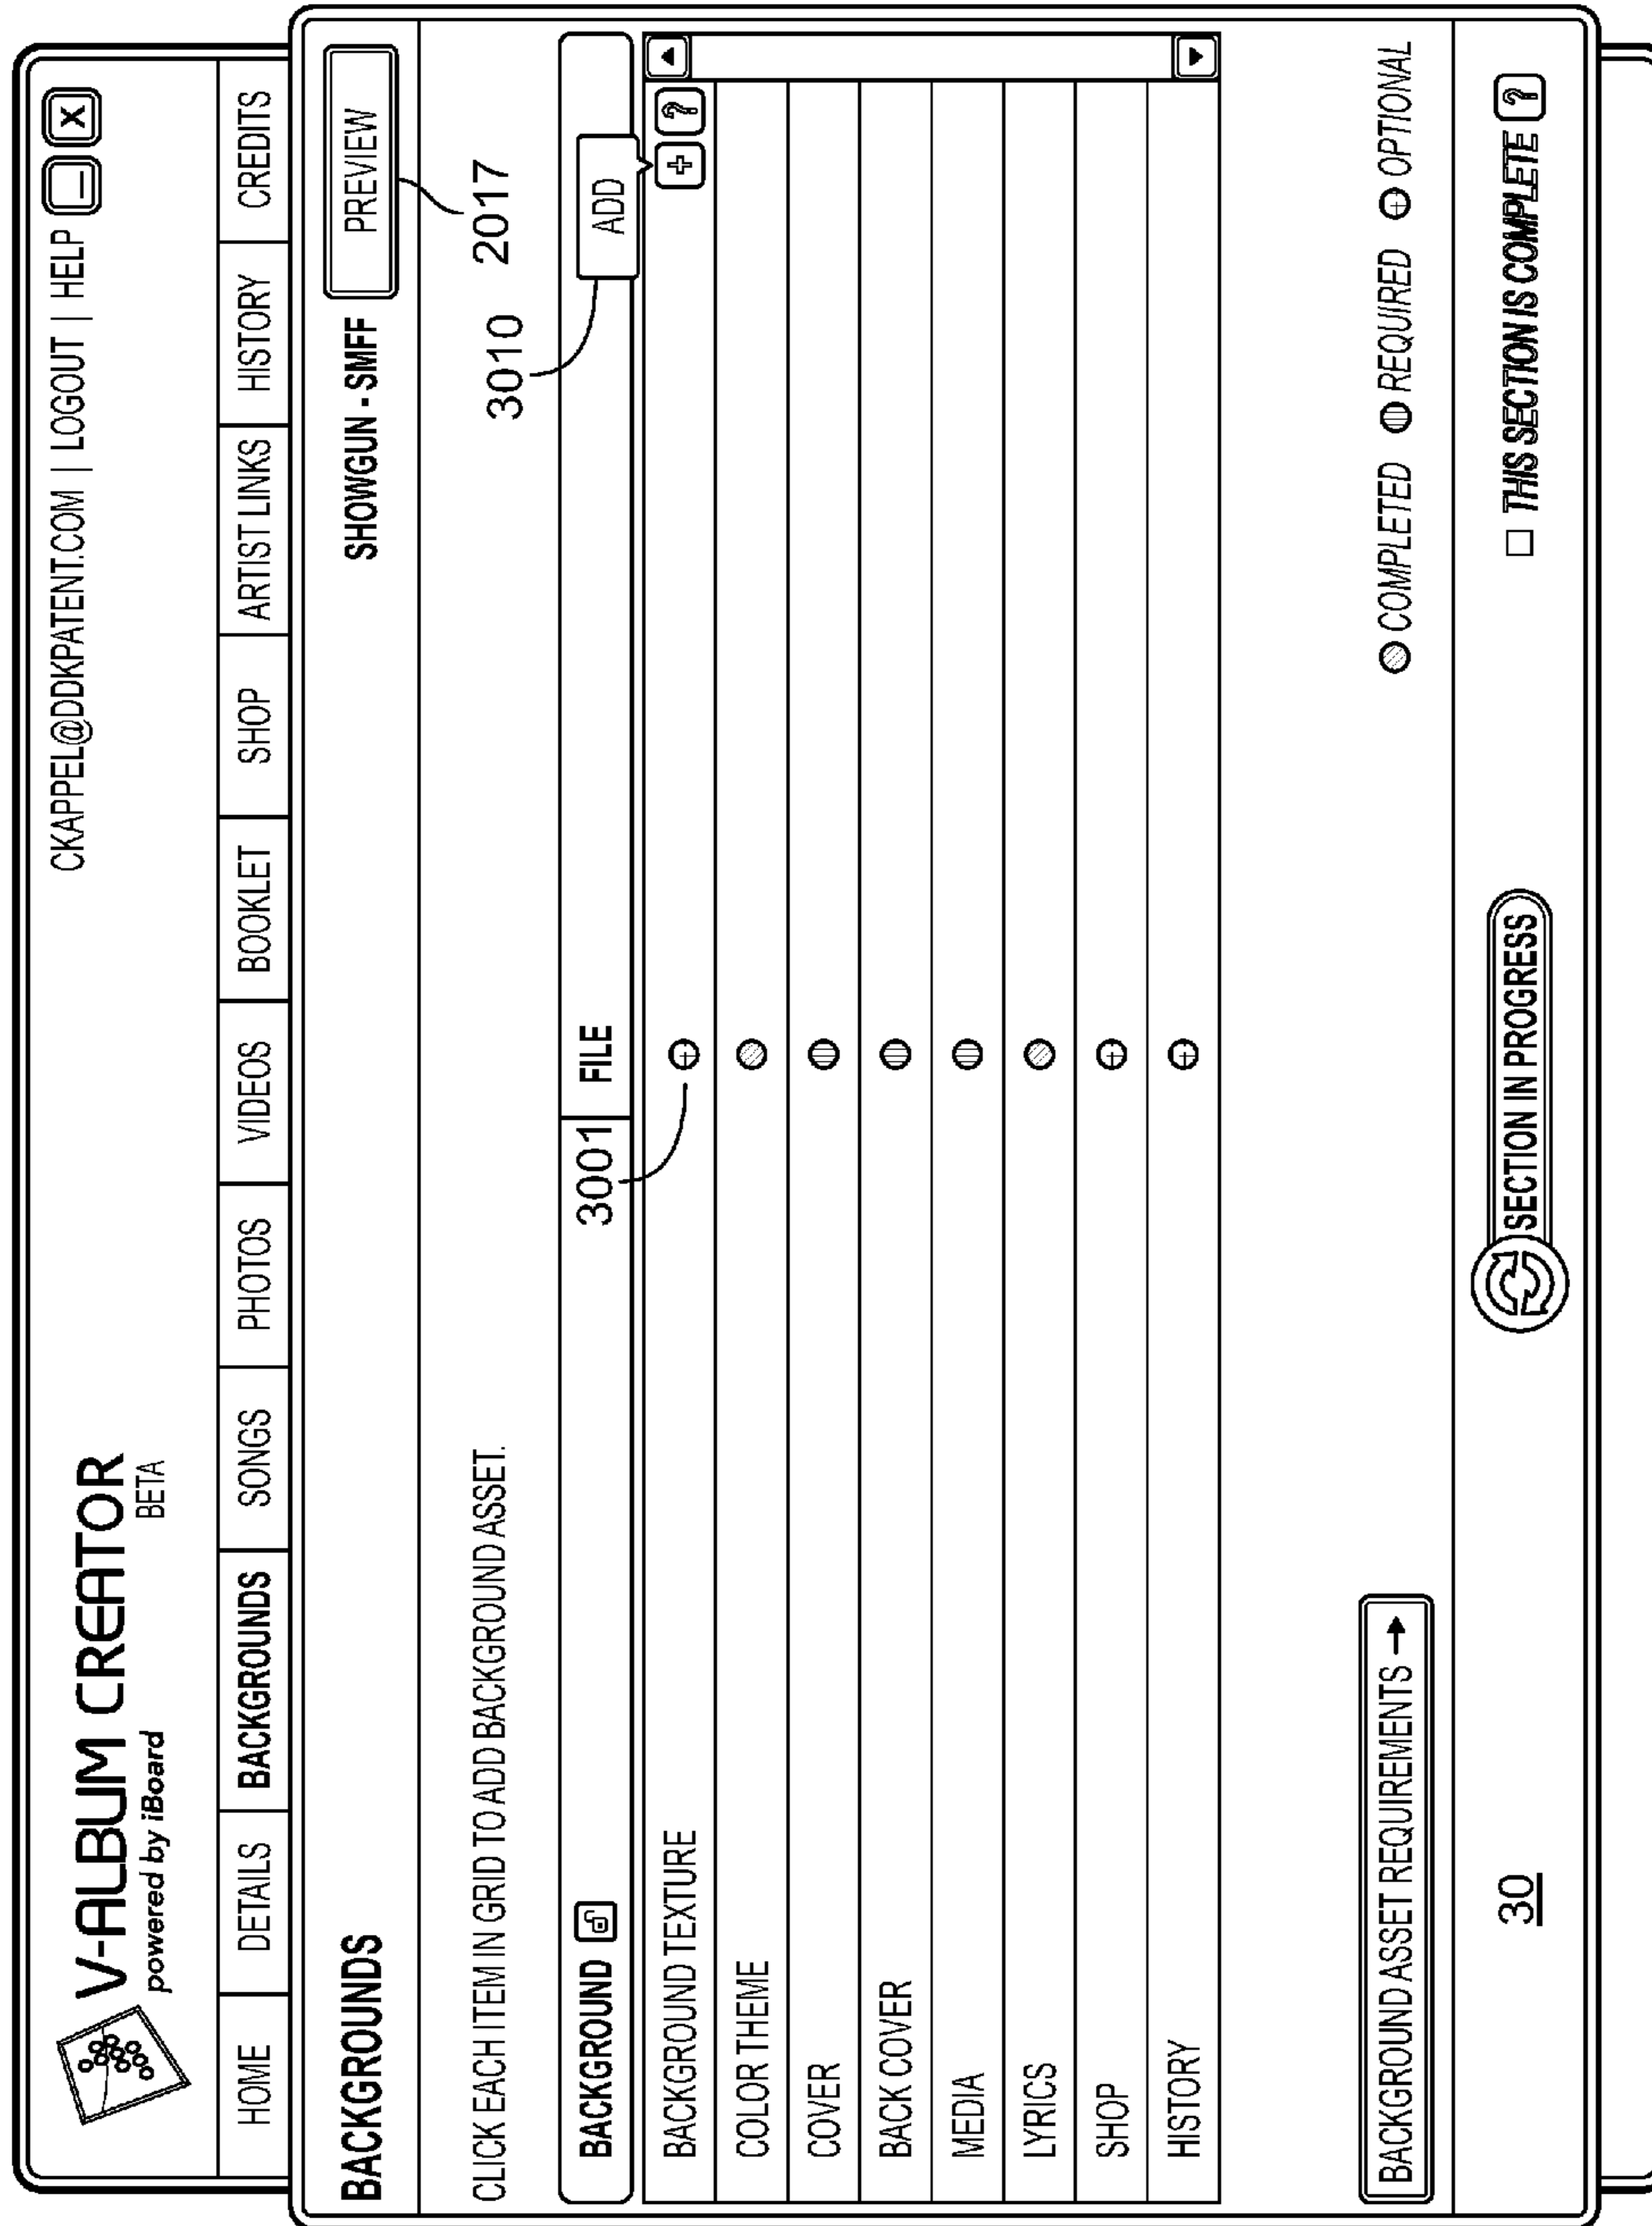 V-ALBUM CREATOR
BETA
powered by iBoard
CKAPPEL@DDKPATENT.COM | LOGOUT | HELP _ X
HOME DETAILS BACKGROUNDS SONGS PHOTOS VIDEOS BOOKLET SHOP ARTIST LINKS HISTORY CREDITS
BACKGROUNDS SHOWGUN - SMFF PREVIEW
2017
CLICK EACH ITEM IN GRID TO ADD BACKGROUND ASSET.
3010
BACKGROUND 3001 FILE ADD
BACKGROUND TEXTURE + ?
COLOR THEME
COVER
BACK COVER
MEDIA
LYRICS
SHOP
HISTORY
BACKGROUND ASSET REQUIREMENTS → COMPLETED REQUIRED OPTIONAL
30 SECTION IN PROGRESS THIS SECTION IS COMPLETE ?